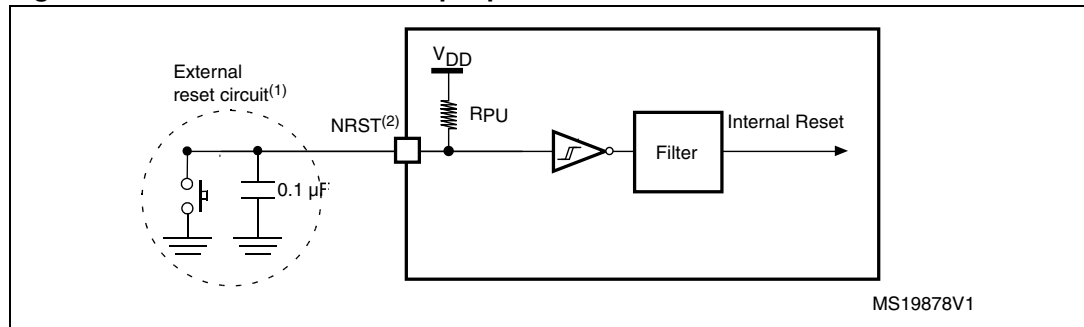 VDD
External
reset circuit(1)
NRST(2)
RPU
Internal Reset
Filter
0.1 µF
MS19878V1